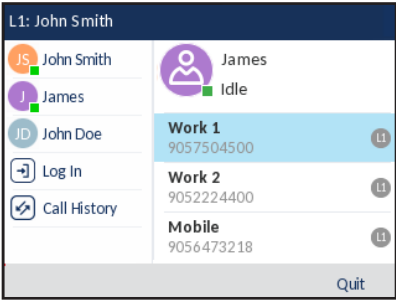 L1: John Smith
JS John Smith
J James
JD John Doe
Log In
Call History
James
Idle
Work 1
9057504500
L1
Work 2
9052224400
L1
Mobile
9056473218
L1
Quit